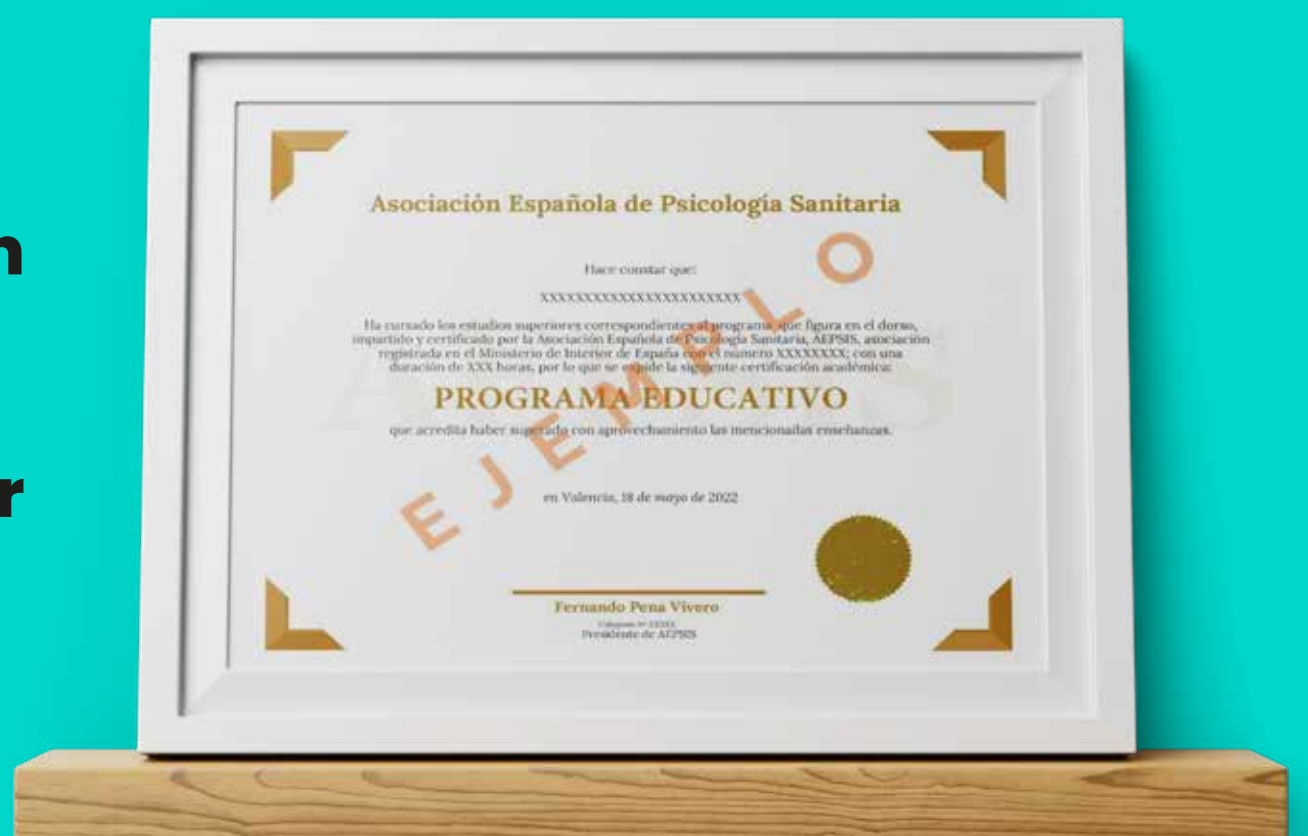 n
r
Asociación Española de Psicología Sanitaria
Hace constar que:
XXXXXXXXXXXXXXXXXXXXXXX
Ha cursado los estudios superiores correspondientes al programa que figura en el dorso,
impartido y certificado por la Asociación Española de Psicología Sanitaria, AEPSIS, asociación
registrada en el Ministerio de Interior de España con el número XXXXXXXX; con una
duración de XXX horas, por lo que se expide la siguiente certificación académica:
PROGRAMA EDUCATIVO
que acredita haber superado con aprovechamiento las mencionadas enseñanzas.
EJEMPLO
en Valencia, 18 de mayo de 2022
Fernando Pena Vivero
Presidente de AEPSIS